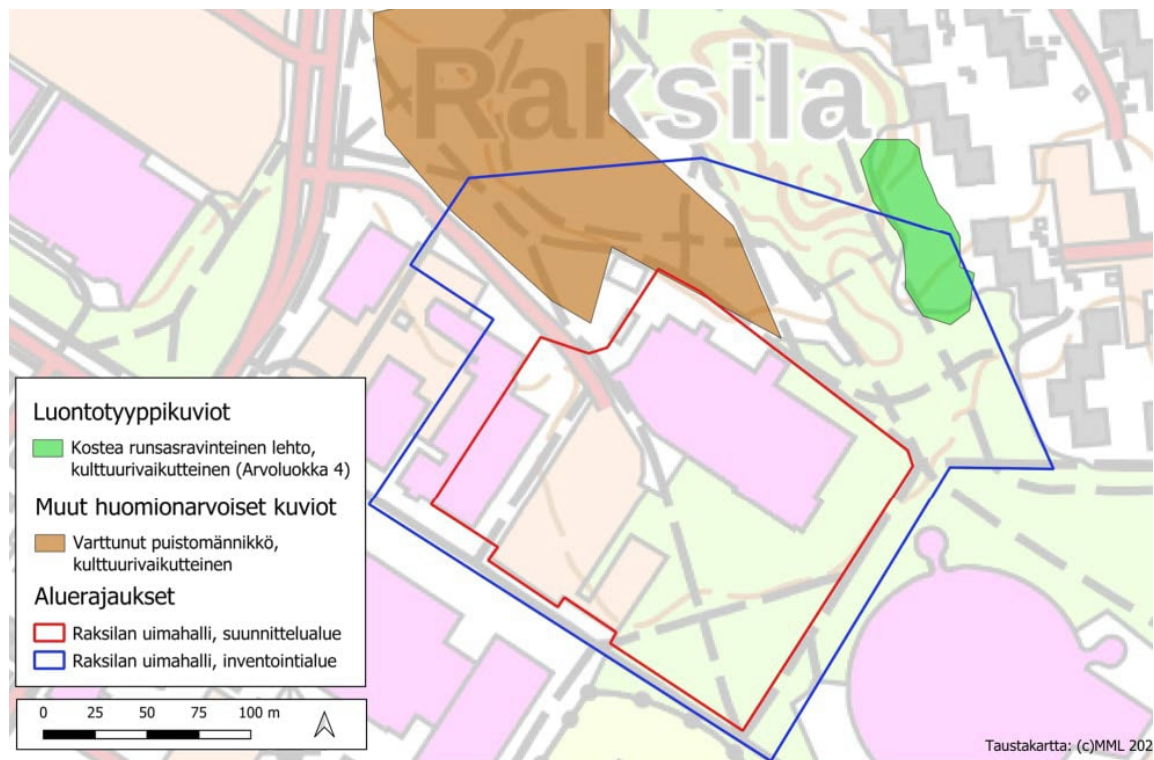 Raksila
Luontotyyppikuviot
Kostea runsasravinteinen lehto,
kulttuurivaikutteinen (Arvoluokka 4)
Muut huomionarvoiset kuviot
Varttunut puistomännikkö,
kulttuurivaikutteinen
Aluerajaukset
Raksilan uimahalli, suunnittelualue
Raksilan uimahalli, inventointialue
0 25 50 75 100 m
Taustakartta: (c)MML 202